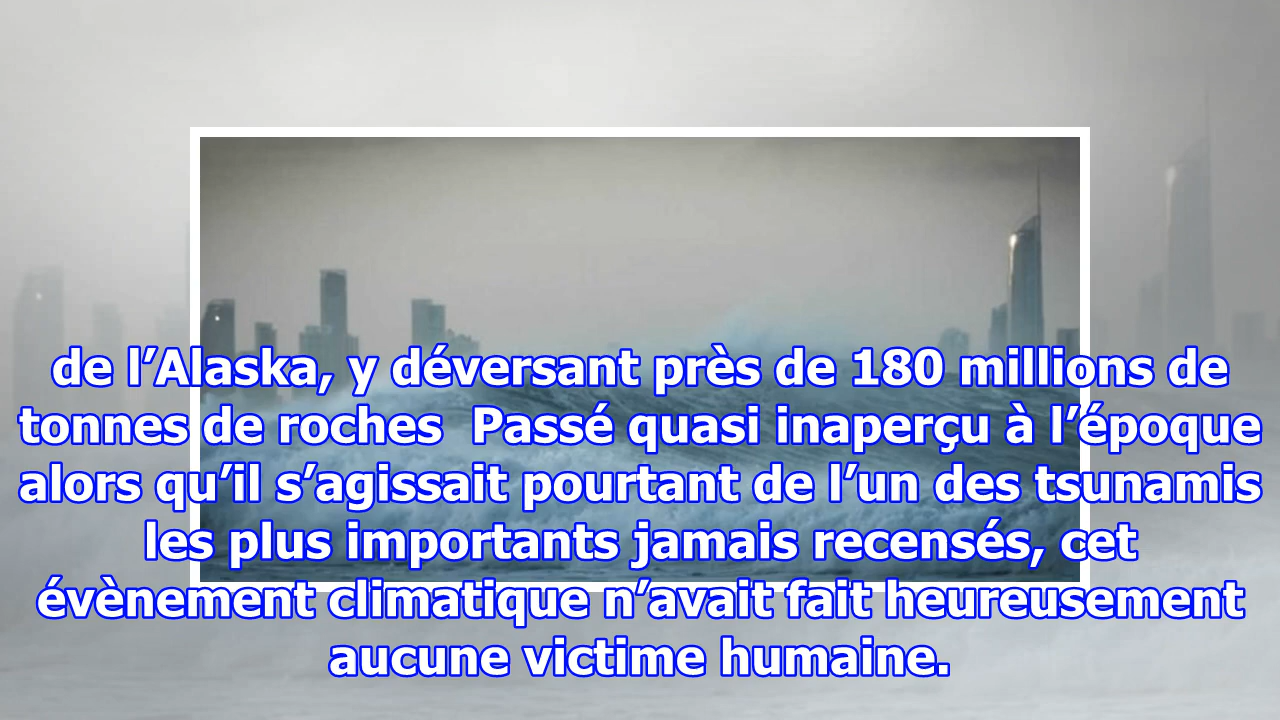 de l’Alaska, y déversant près de 180 millions de
tonnes de roches  Passé quasi inaperçu à l’époque
alors qu’il s’agissait pourtant de l’un des tsunamis
les plus importants jamais recensés, cet
évènement climatique n’avait fait heureusement
aucune victime humaine.